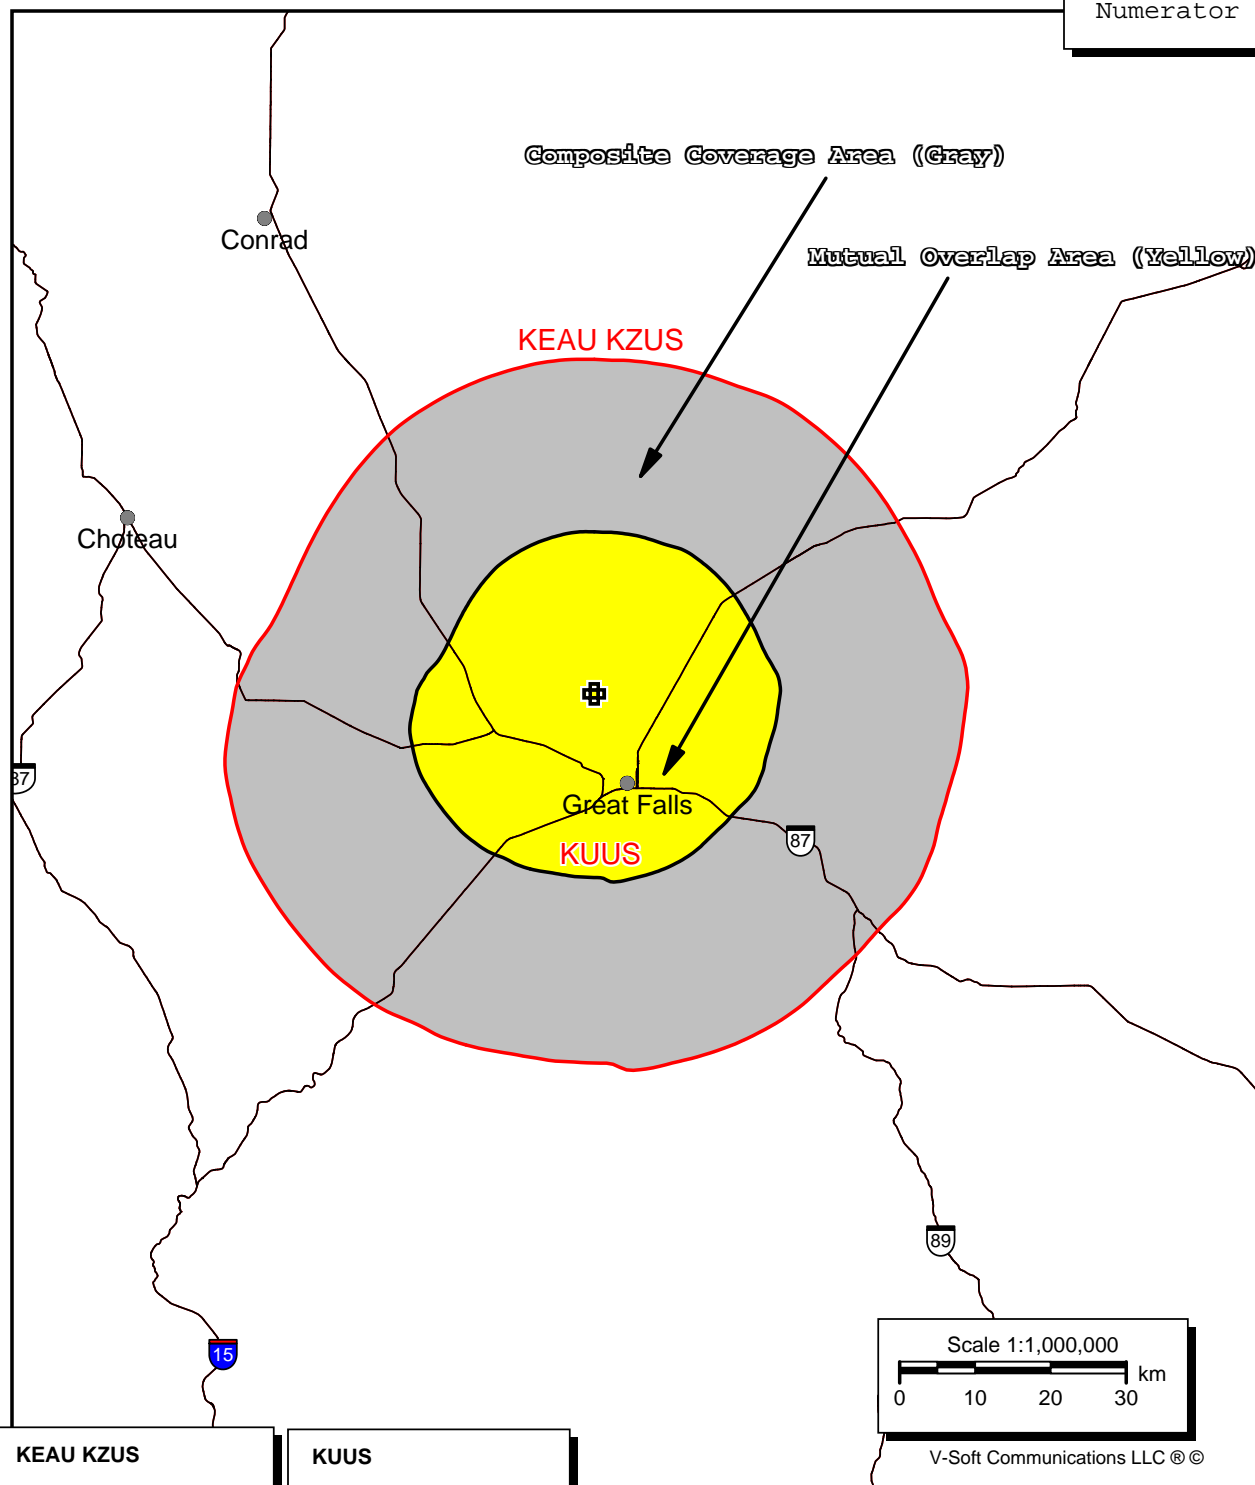 Numerator
Composite Coverage Area (Gray)
Conrad
Mutual Overlap Area (Yellow)
KEAU KZUS
Choteau
87
Great Falls
87
KUUS
89
15
Scale 1:1,000,000
km
0 10 20 30
KEAU KZUS
KUUS
V-Soft Communications LLC ® ©